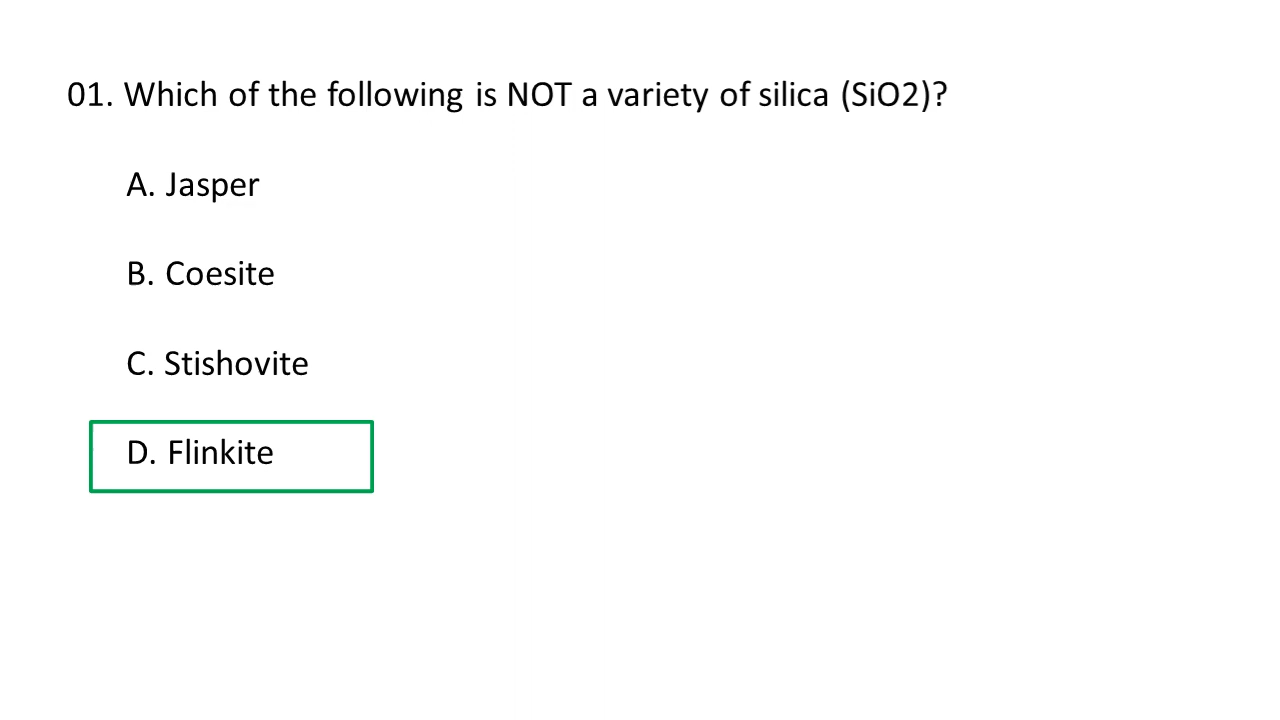 01. Which of the following is NOT a variety of silica (SiO2)?
A. Jasper
B. Coesite
C. Stishovite
D. Flinkite